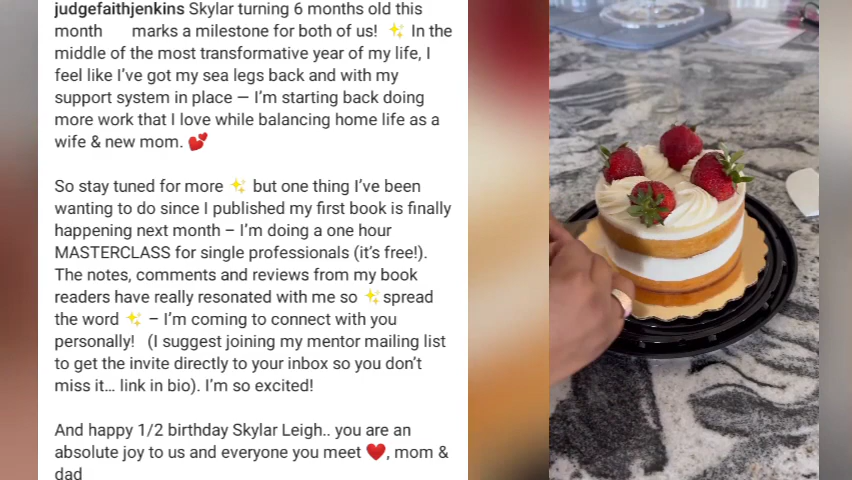 judgefaithjenkins Skylar turning 6 months old this
month marks a milestone for both of us! ✨ In the
middle of the most transformative year of my life, I
feel like I’ve got my sea legs back and with my
support system in place — I’m starting back doing
more work that I love while balancing home life as a
wife & new mom. 💕
So stay tuned for more ✨ but one thing I’ve been
wanting to do since I published my first book is finally
happening next month – I’m doing a one hour
MASTERCLASS for single professionals (it’s free!).
The notes, comments and reviews from my book
readers have really resonated with me so ✨spread
the word ✨ – I’m coming to connect with you
personally! (I suggest joining my mentor mailing list
to get the invite directly to your inbox so you don’t
miss it… link in bio). I’m so excited!
And happy 1/2 birthday Skylar Leigh.. you are an
absolute joy to us and everyone you meet ❤️, mom &
dad